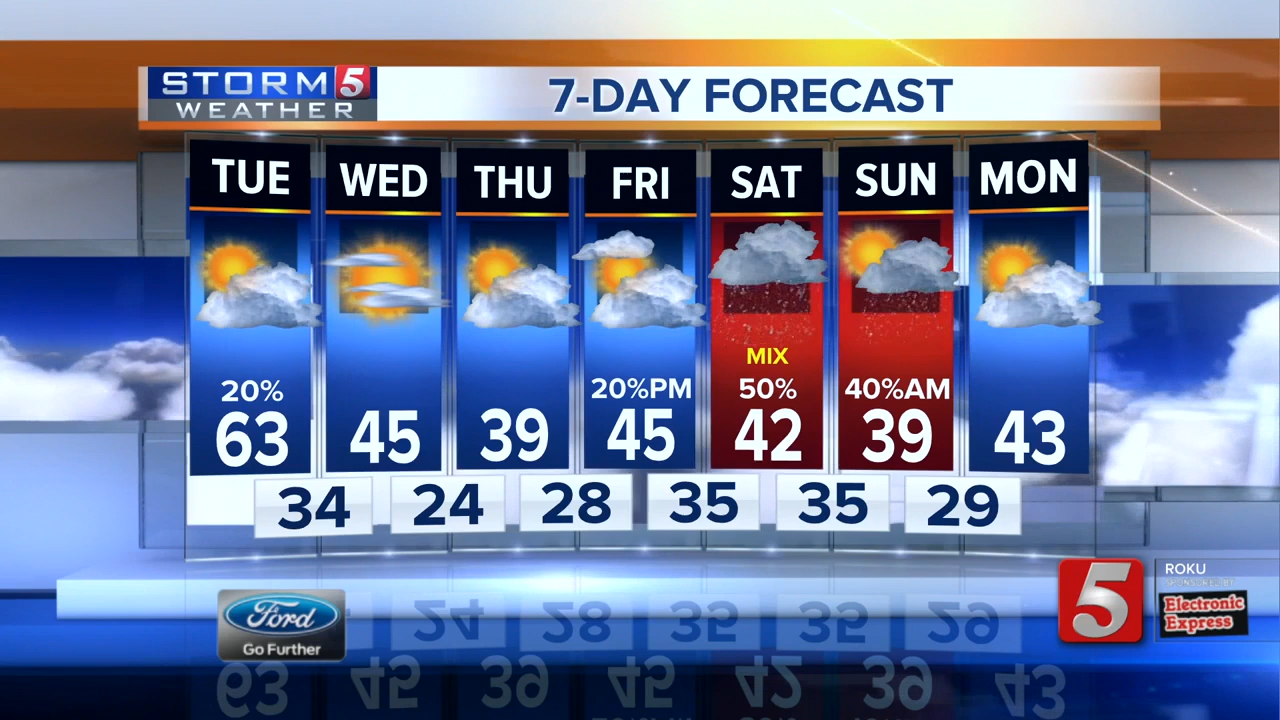 STORM 5
WEATHER
7-DAY FORECAST
TUE WED THU FRI SAT SUN MON
MIX
20% 20%PM 50% 40%AM
63 45 39 45 42 39 43
34 24 28 35 35 29
Ford
Go Further
5
ROKU
SPONSORED BY
Electronic
Express